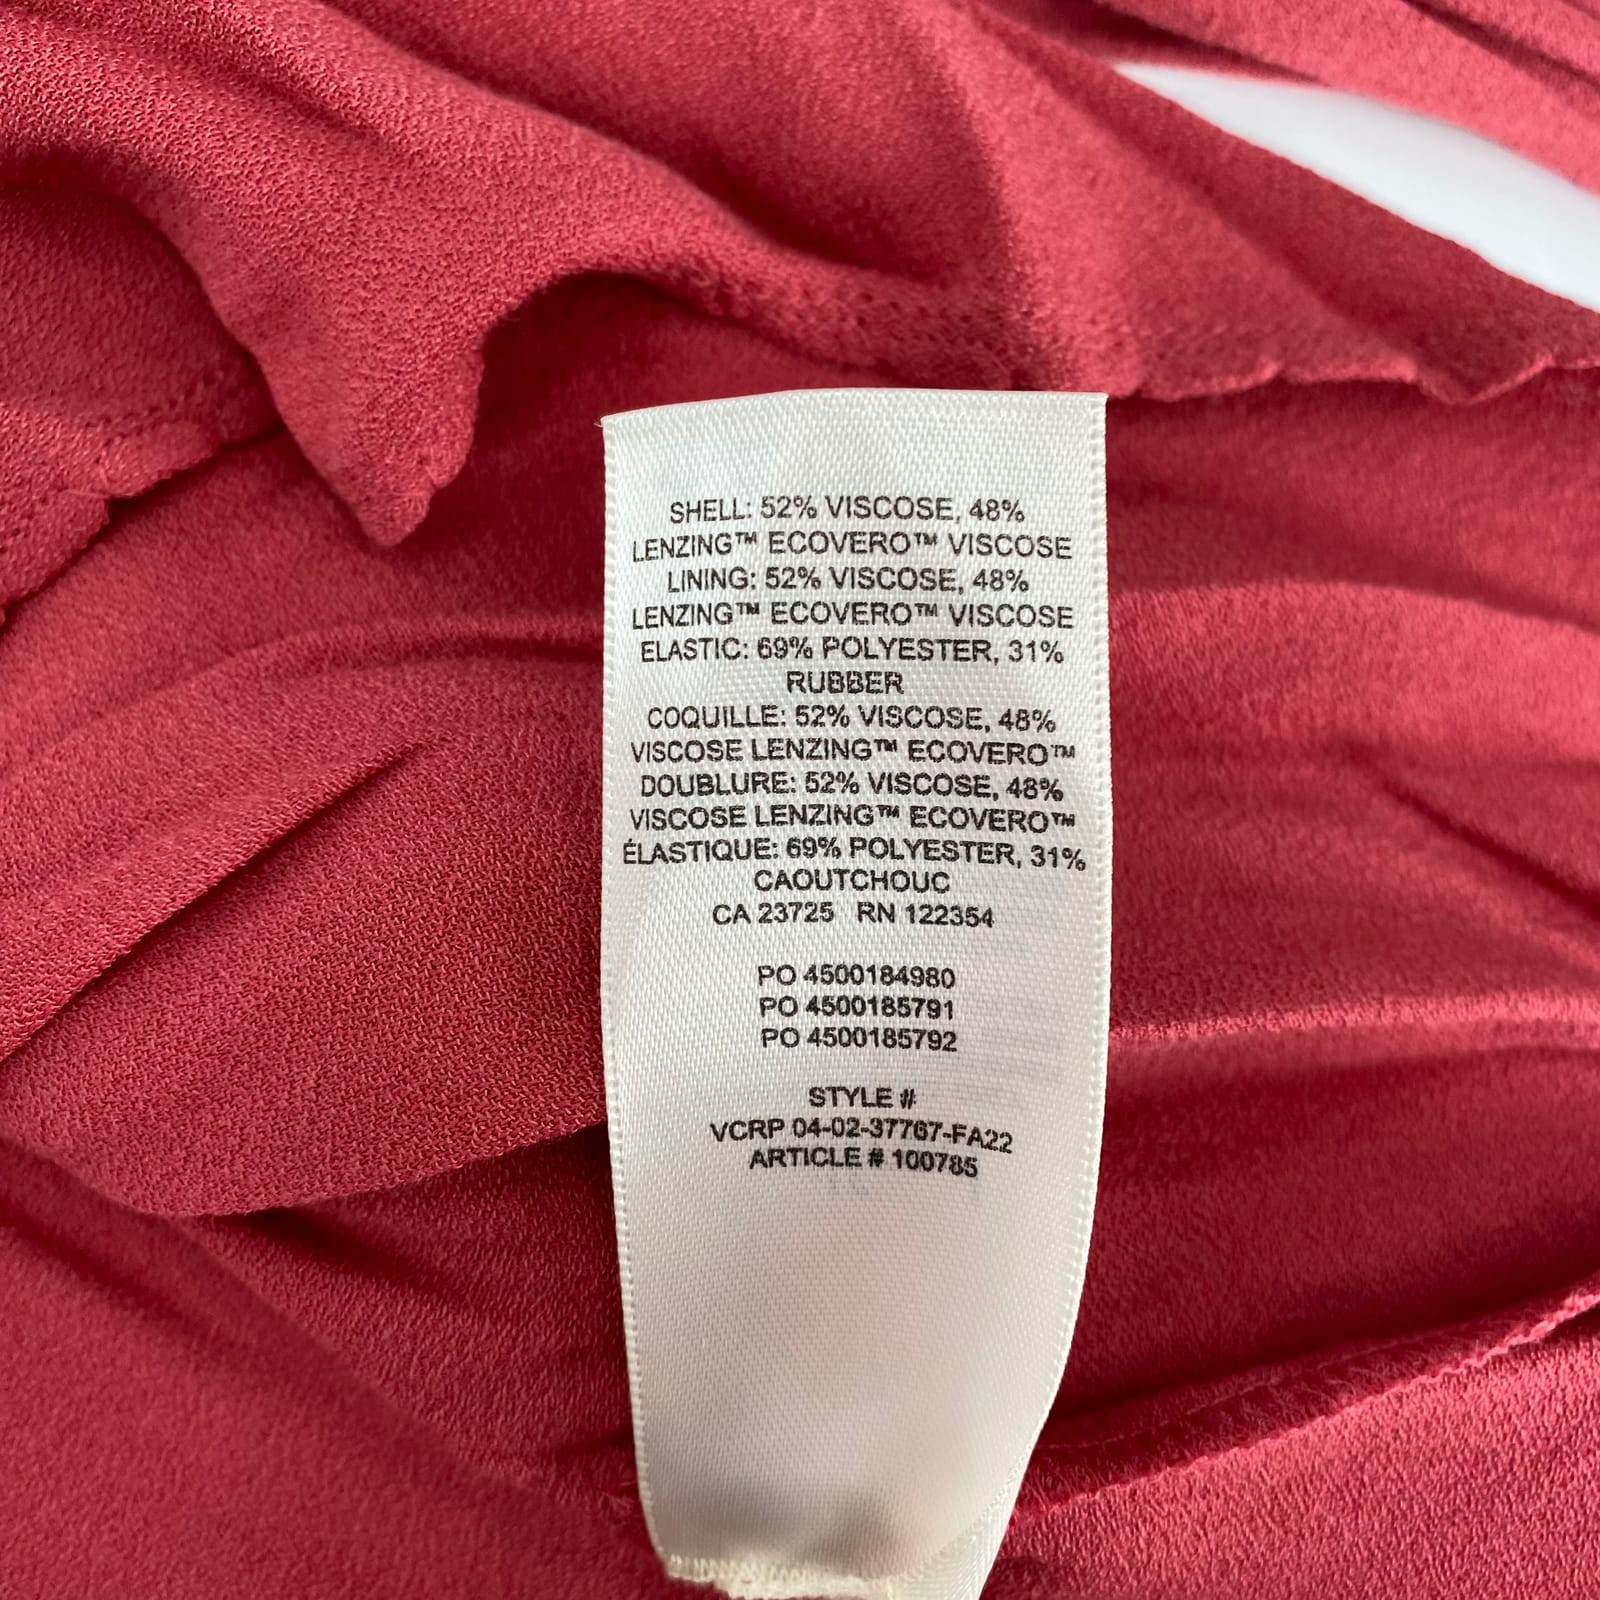 SHELL: 52% VISCOSE, 48%
LENZING™ ECOVERO™ VISCOSE
LINING: 52% VISCOSE, 48%
LENZING™ ECOVERO™ VISCOSE
ELASTIC: 69% POLYESTER, 31%
RUBBER
COQUILLE: 52% VISCOSE, 48%
VISCOSE LENZING™ ECOVERO™
DOUBLURE: 52% VISCOSE, 48%
VISCOSE LENZING™ ECOVERO™
ÉLASTIQUE: 69% POLYESTER, 31%
CAOUTCHOUC
CA 23725 RN 122354
PO 4500184980
PO 4500185791
PO 4500185792
STYLE #
VCRP 04-02-37767-FA22
ARTICLE # 100785